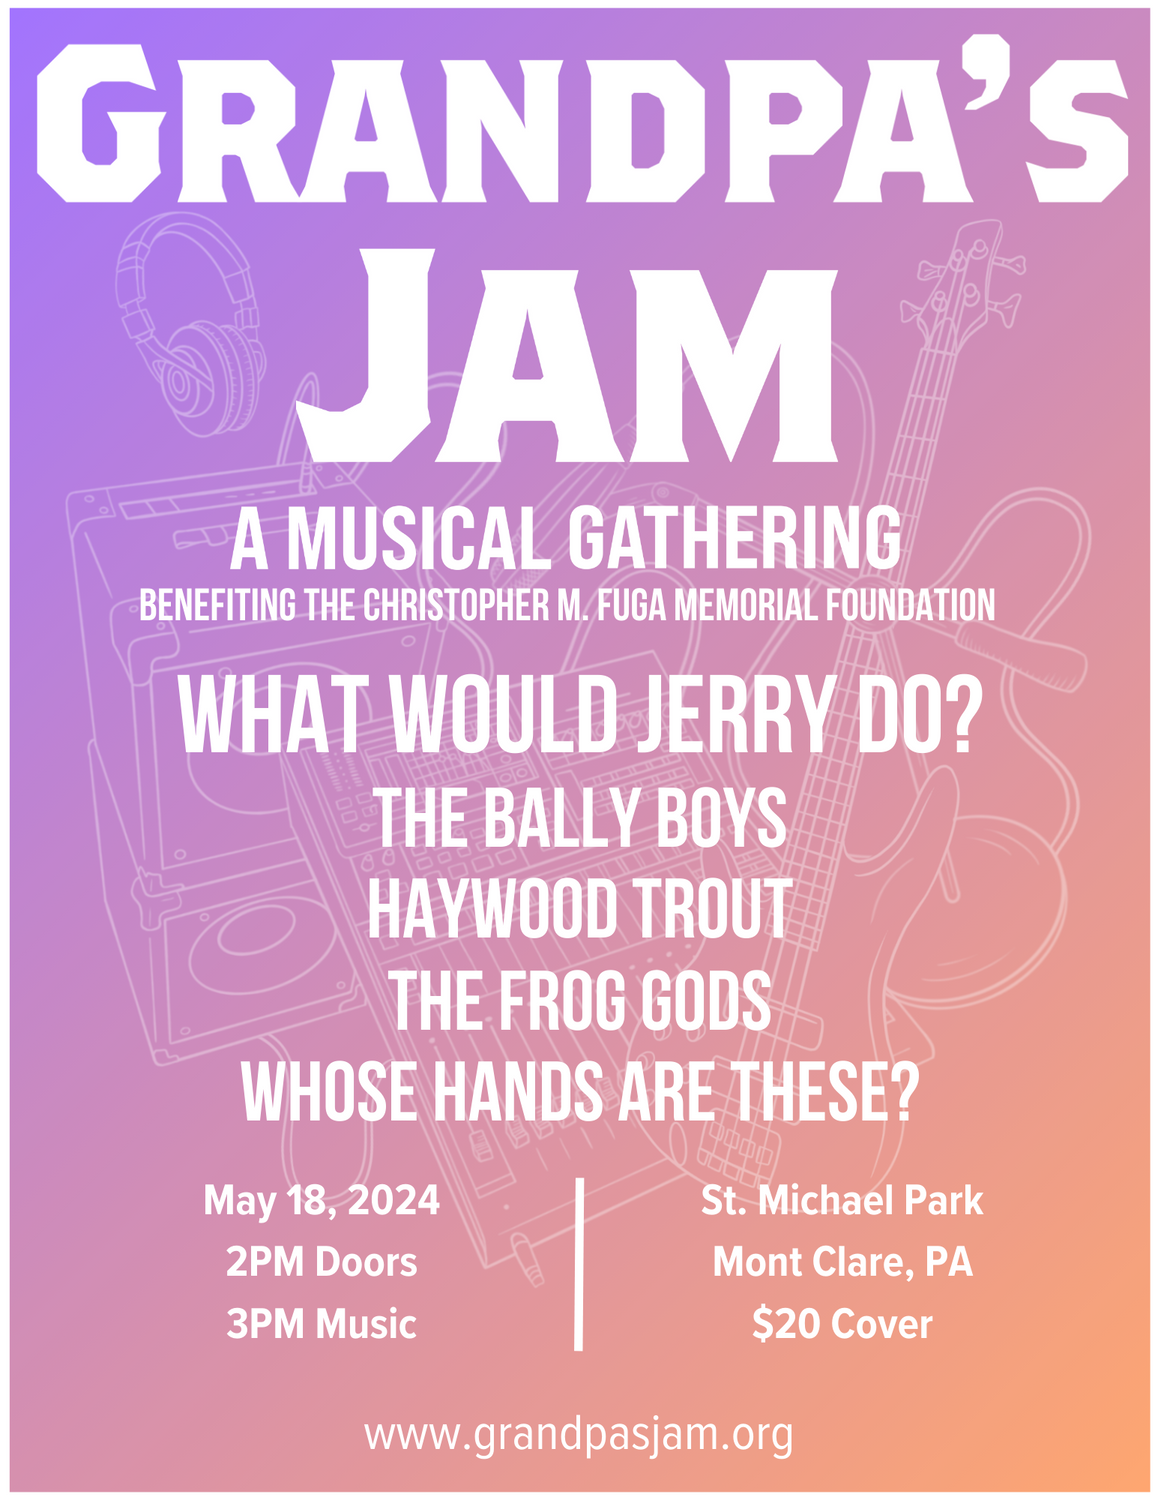 GRANDPA'S
JAM
A MUSICAL GATHERING
BENEFITING THE CHRISTOPHER M. FUGA MEMORIAL FOUNDATION
WHAT WOULD JERRY DO?
THE BALLY BOYS
HAYWOOD TROUT
THE FROG GODS
WHOSE HANDS ARE THESE?
May 18, 2024
2PM Doors
3PM Music
St. Michael Park
Mont Clare, PA
$20 Cover
www.grandpasjam.org